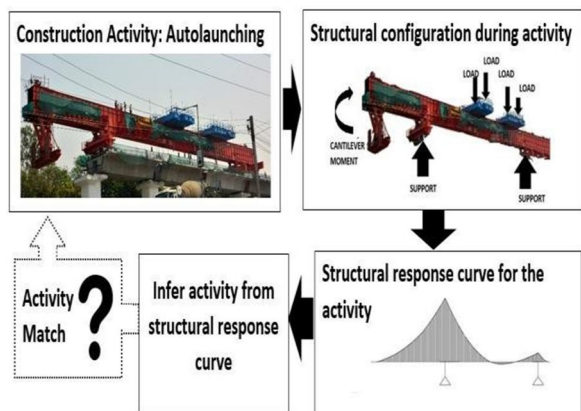 Construction Activity: Autolaunching
Structural configuration during activity
LOAD
LOAD
LOAD
LOAD
CANTILEVER
MOMENT
SUPPORT
SUPPORT
Structural response curve for the
activity
Infer activity from
structural response
curve
Activity
Match
?